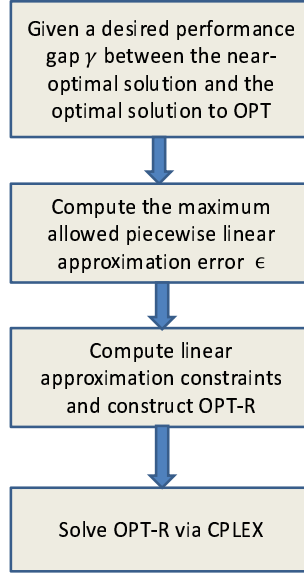 Given a desired performance
gap γ between the near-
optimal solution and the
optimal solution to OPT
Compute the maximum
allowed piecewise linear
approximation error ϵ
Compute linear
approximation constraints
and construct OPT-R
Solve OPT-R via CPLEX